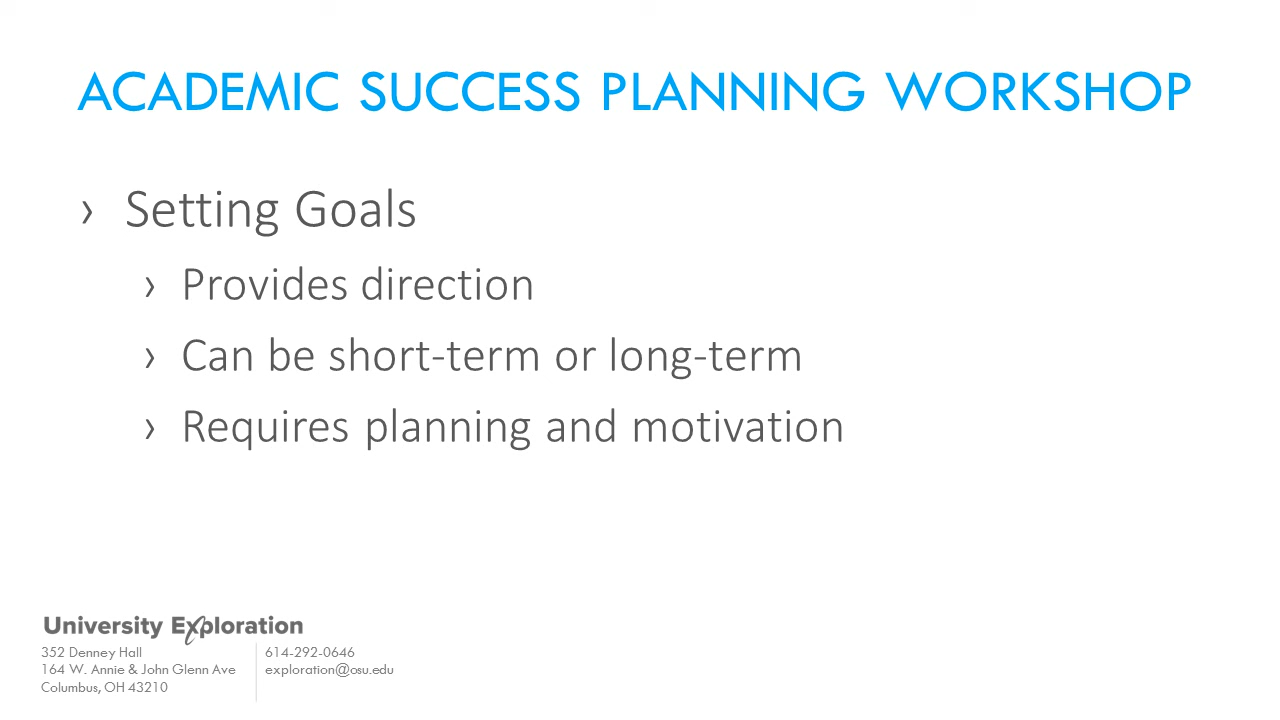 ACADEMIC SUCCESS PLANNING WORKSHOP
› Setting Goals
› Provides direction
› Can be short-term or long-term
› Requires planning and motivation
University Exploration
352 Denney Hall
164 W. Annie & John Glenn Ave
Columbus, OH 43210
614-292-0646
exploration@osu.edu